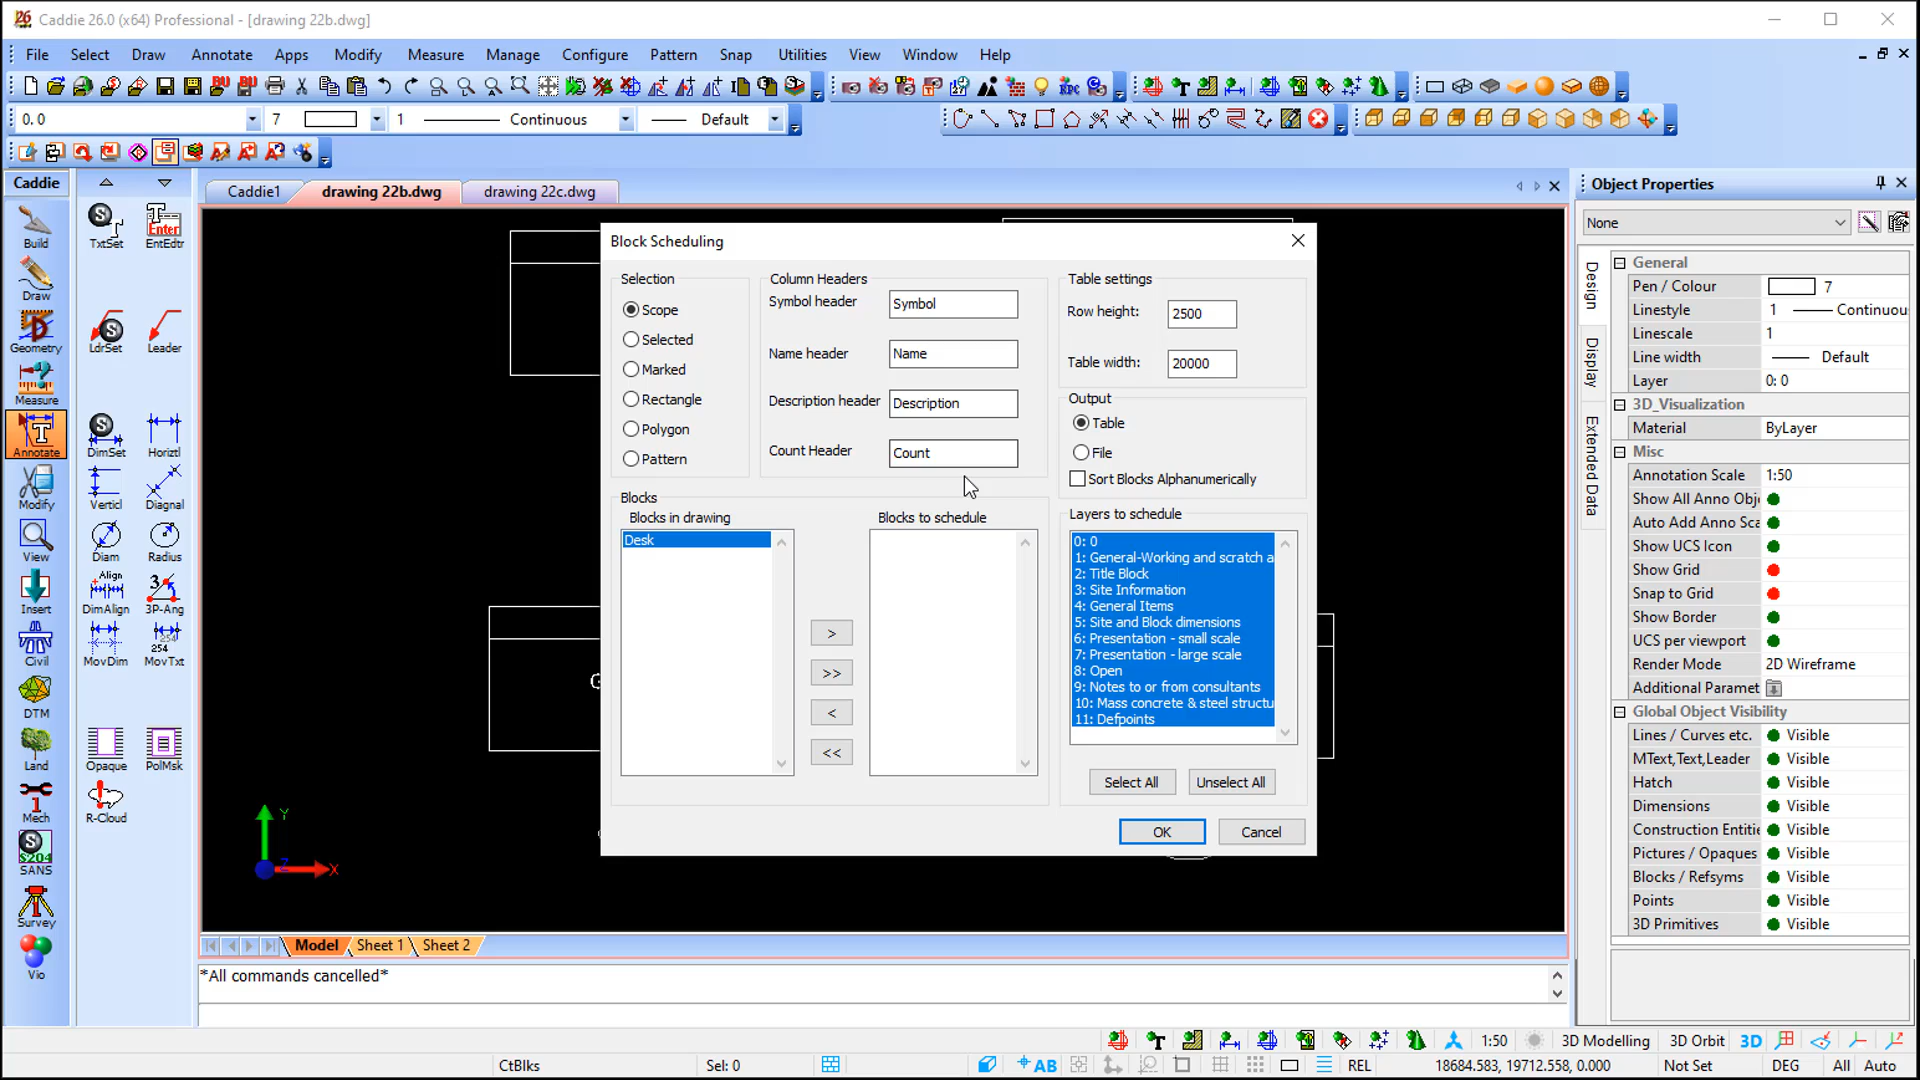 26 Caddie 26.0 (x64) Professional - [drawing 22b.dwg]
File Select Draw Annotate Apps Modify Measure Manage Configure Pattern Snap Utilities View Window Help
0. 0 7 1 Continuous Default
Caddie
Caddie1 drawing 22b.dwg drawing 22c.dwg
Object Properties
None
Build
Draw
Geometry
Measure
Annotate
Modify
View
Insert
Civil
DTM
Land
Mech
SANS
Survey
Vio
TxtSet EntEdtr
LdrSet Leader
DimSet Horiztl
Verticl Diagnal
Diam Radius
DimAlign 3P-Ang
MovDim MovTxt
Opaque PolMsk
R-Cloud
Block Scheduling
Selection
Scope
Selected
Marked
Rectangle
Polygon
Pattern
Column Headers
Symbol header Symbol
Name header Name
Description header Description
Count Header Count
Table settings
Row height: 2500
Table width: 20000
Output
Table
File
Sort Blocks Alphanumerically
Blocks
Blocks in drawing
Desk
>
>>
<
<<
Blocks to schedule
Layers to schedule
0: 0
1: General-Working and scratch a
2: Title Block
3: Site Information
4: General Items
5: Site and Block dimensions
6: Presentation - small scale
7: Presentation - large scale
8: Open
9: Notes to or from consultants
10: Mass concrete & steel structu
11: Defpoints
Select All Unselect All
OK Cancel
Y
Z
X
Design
Display
Extended Data
General
Pen / Colour 7
Linestyle 1 Continuou
Linescale 1
Line width Default
Layer 0: 0
3D_Visualization
Material ByLayer
Misc
Annotation Scale 1:50
Show All Anno Obj
Auto Add Anno Sca
Show UCS Icon
Show Grid
Snap to Grid
Show Border
UCS per viewport
Render Mode 2D Wireframe
Additional Paramet
Global Object Visibility
Lines / Curves etc. Visible
MText,Text,Leader Visible
Hatch Visible
Dimensions Visible
Construction Entitie Visible
Pictures / Opaques Visible
Blocks / Refsyms Visible
Points Visible
3D Primitives Visible
Model Sheet 1 Sheet 2
*All commands cancelled*
1:50 3D Modelling 3D Orbit 3D
CtBlks Sel: 0 AB REL 18684.583, 19712.558, 0.000 Not Set DEG All Auto